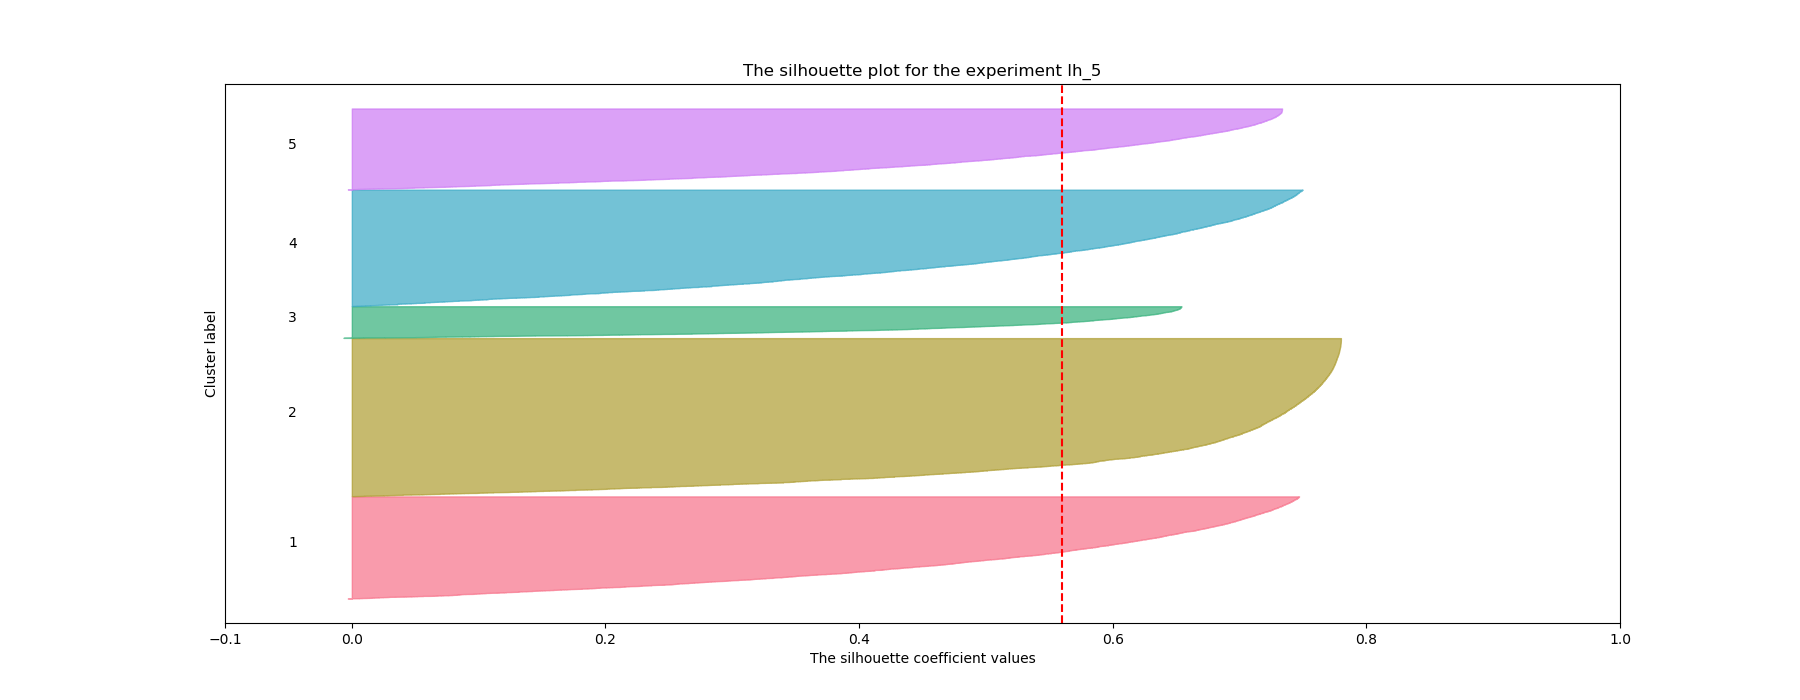 The silhouette plot for the experiment lh_5
Cluster label
5
4
3
2
1
−0.1 0.0 0.2 0.4 0.6 0.8 1.0
The silhouette coefficient values